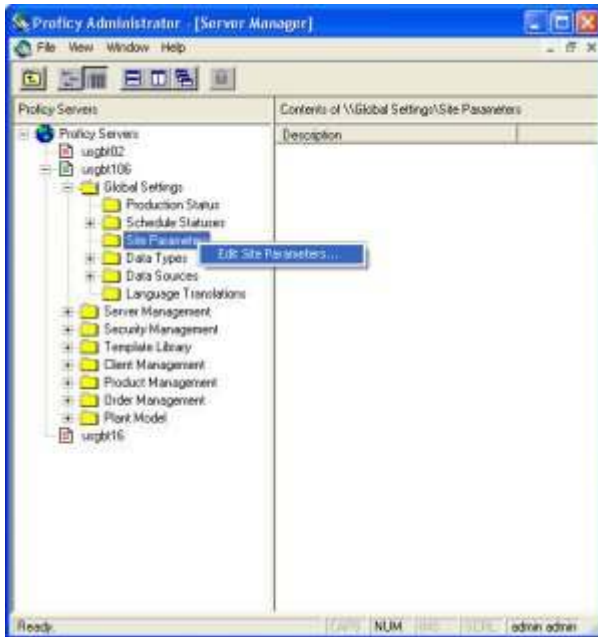 Proficy Administrator - [Server Manager]
File View Window Help
Proficy Servers
Contents of \\Global Settings\Site Parameters
Proficy Servers
Description
usgbt02
usgbt106
Global Settings
Production Status
Schedule Statuses
Site Parameters
Edit Site Parameters...
Data Types
Data Sources
Language Translations
Server Management
Security Management
Template Library
Client Management
Product Management
Order Management
Plant Model
usgbt16
Ready
CAPS NUM INS SCRL admin admin